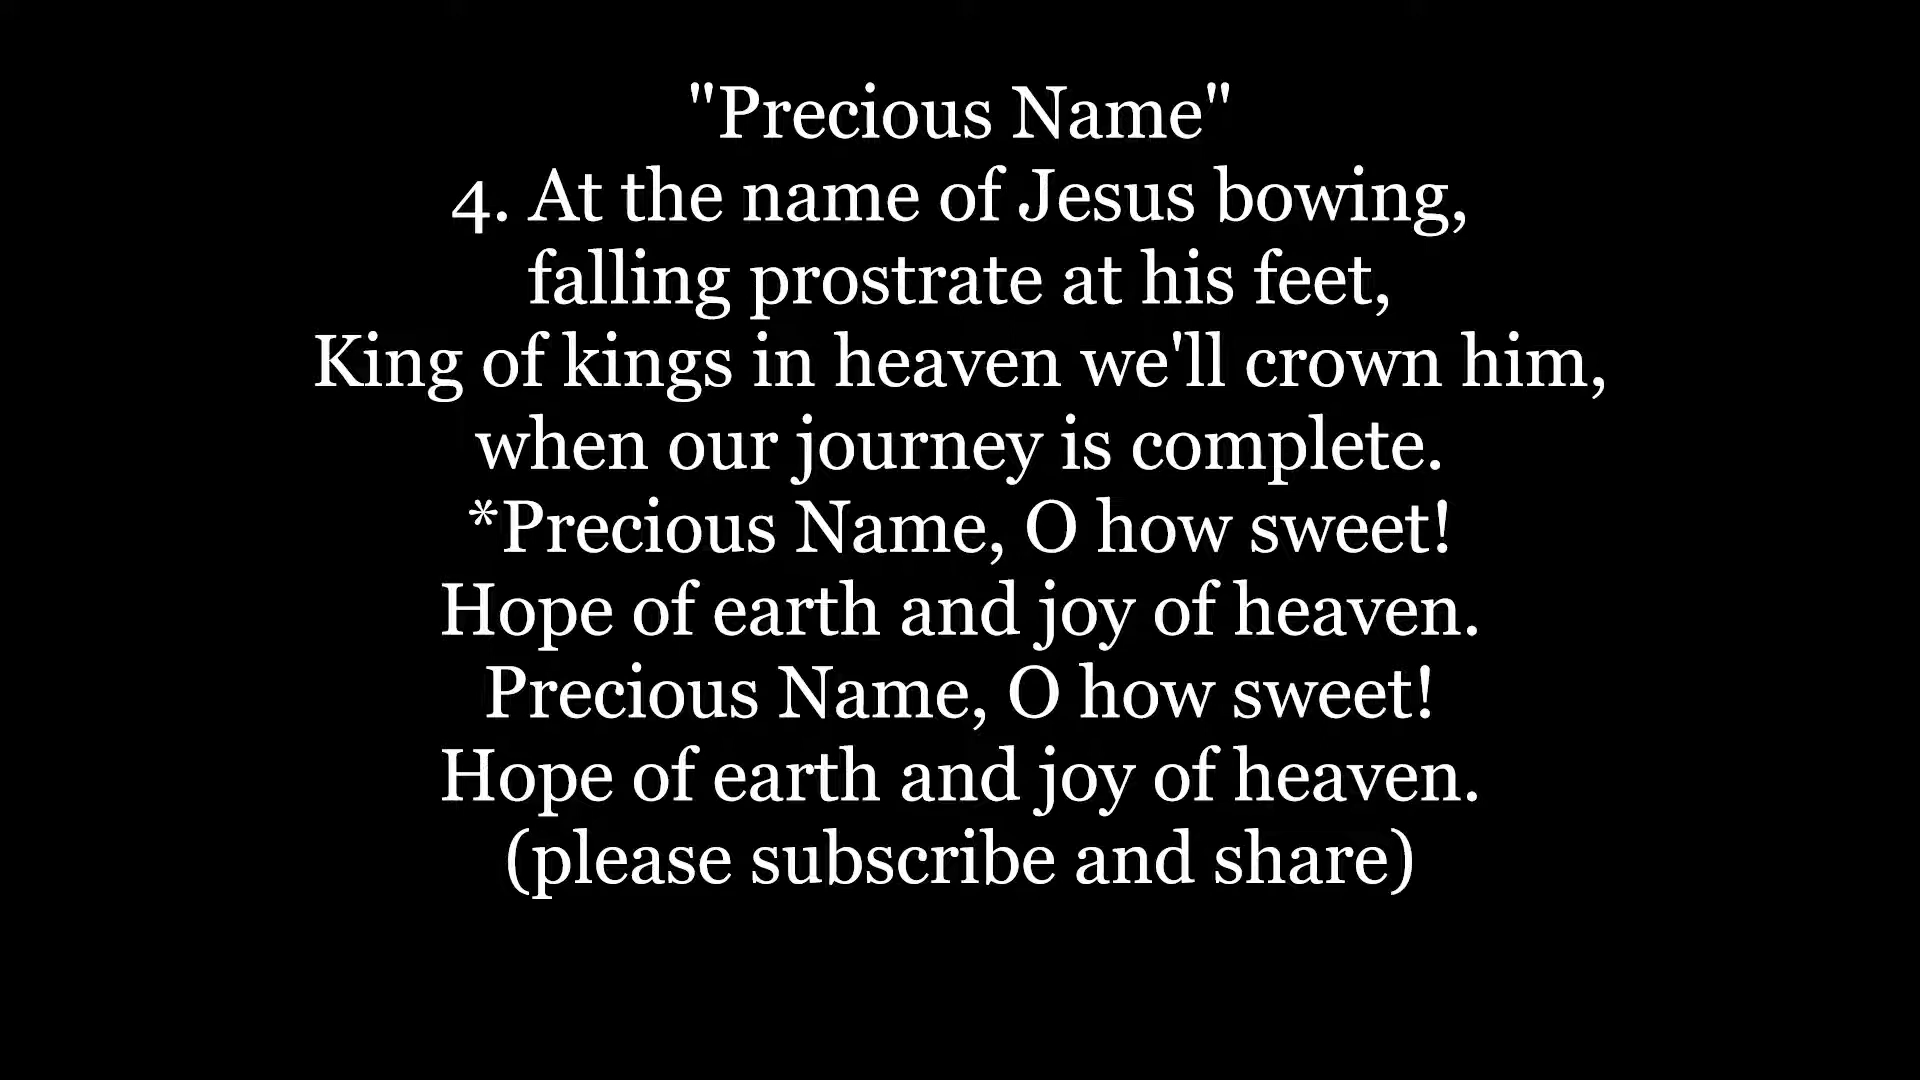 "Precious Name"
4. At the name of Jesus bowing,
falling prostrate at his feet,
King of kings in heaven we'll crown him,
when our journey is complete.
*Precious Name, O how sweet!
Hope of earth and joy of heaven.
Precious Name, O how sweet!
Hope of earth and joy of heaven.
(please subscribe and share)